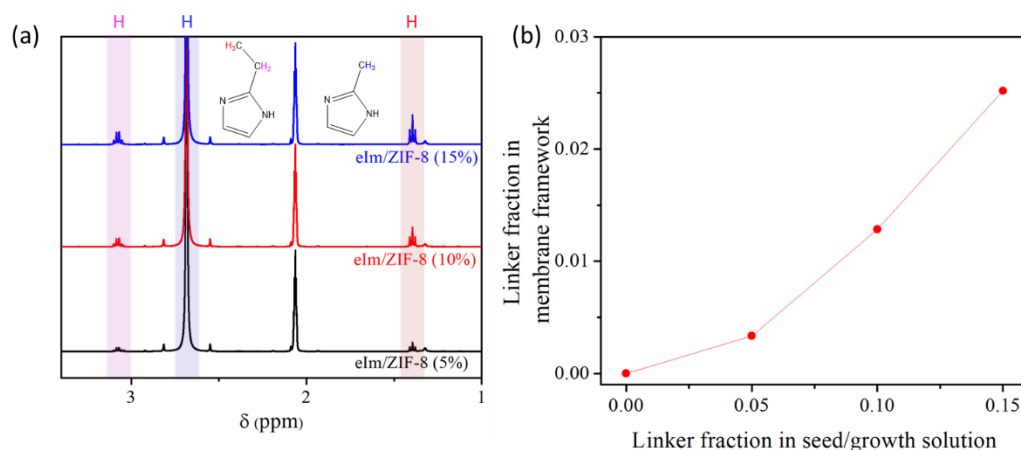 (a)
H H H
H₃C
CH₂
N
NH
CH₃
N
NH
eIm/ZIF-8 (15%)
eIm/ZIF-8 (10%)
eIm/ZIF-8 (5%)
3 2 1
δ (ppm)
(b)
Linker fraction in
membrane framework
0.03
0.02
0.01
0.00
0.00 0.05 0.10 0.15
Linker fraction in seed/growth solution